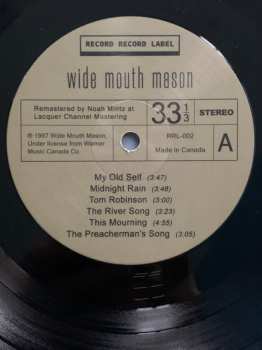 RECORD RECORD LABEL
wide mouth mason
Remastered by Noah Mintz at
Lacquer Channel Mastering
33 1/3
STEREO
℗ 1997 Wide Mouth Mason,
Under license from Warner
Music Canada Co.
RRL-002
Made in Canada
A
My Old Self (3:47)
Midnight Rain (3:48)
Tom Robinson (3:00)
The River Song (3:23)
This Mourning (4:55)
The Preacherman's Song (3:05)